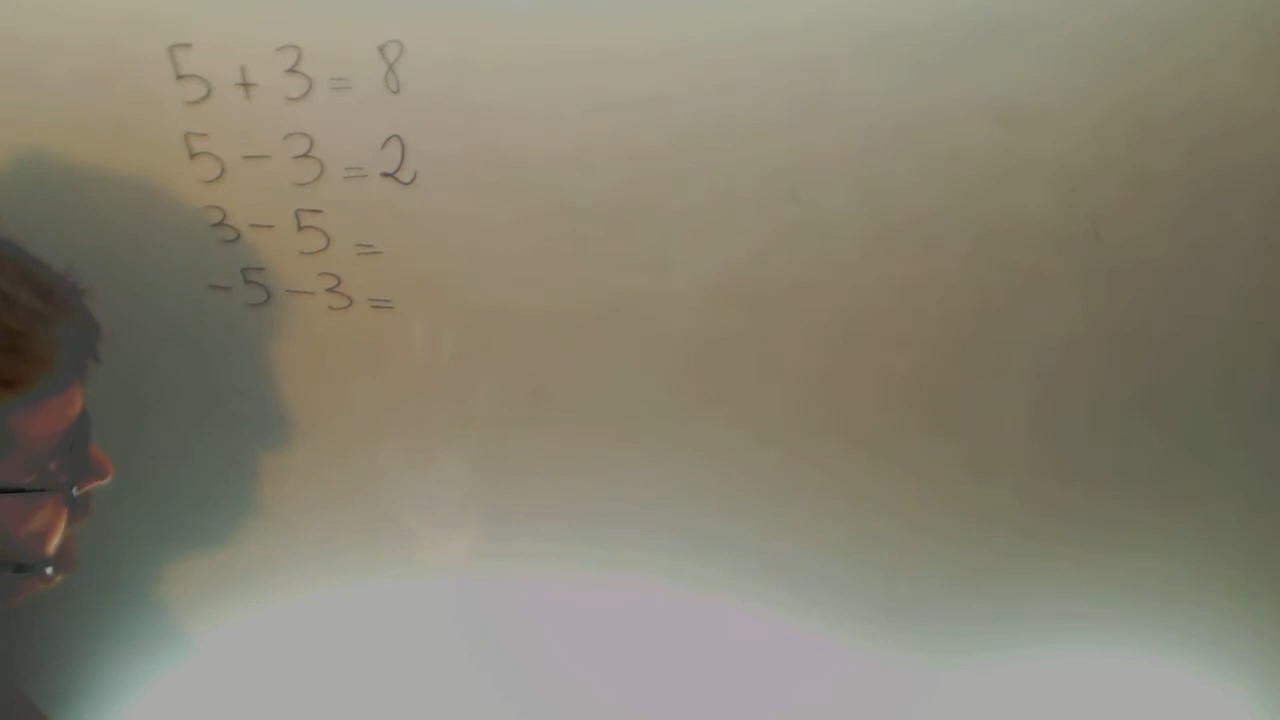 5 + 3 = 8
5 - 3 = 2
3 - 5 =
-5 - 3 =